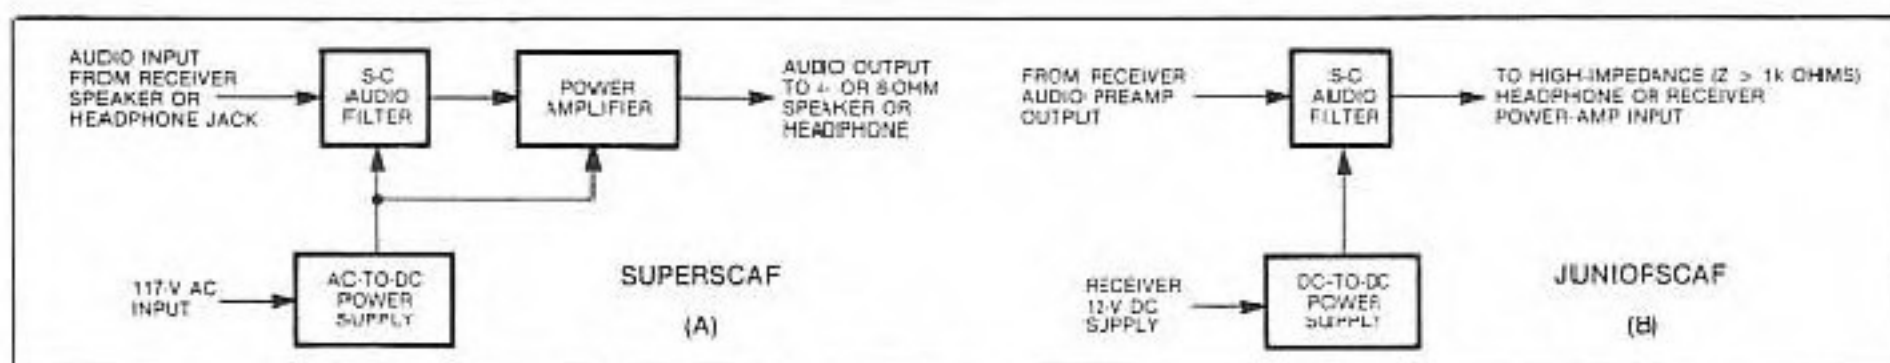 AUDIO INPUT
FROM RECEIVER
SPEAKER OR
HEADPHONE JACK
S-C
AUDIO
FILTER
POWER
AMPLIFIER
AUDIO OUTPUT
TO 4- OR 8-OHM
SPEAKER OR
HEADPHONE
117-V AC
INPUT
AC-TO-DC
POWER
SUPPLY
SUPERSCAF
(A)
FROM RECEIVER
AUDIO PREAMP
OUTPUT
S-C
AUDIO
FILTER
TO HIGH-IMPEDANCE (Z > 1k OHMS)
HEADPHONE OR RECEIVER
POWER-AMP INPUT
RECEIVER
12-V DC
SUPPLY
DC-TO-DC
POWER
SUPPLY
JUNIORSCAF
(B)